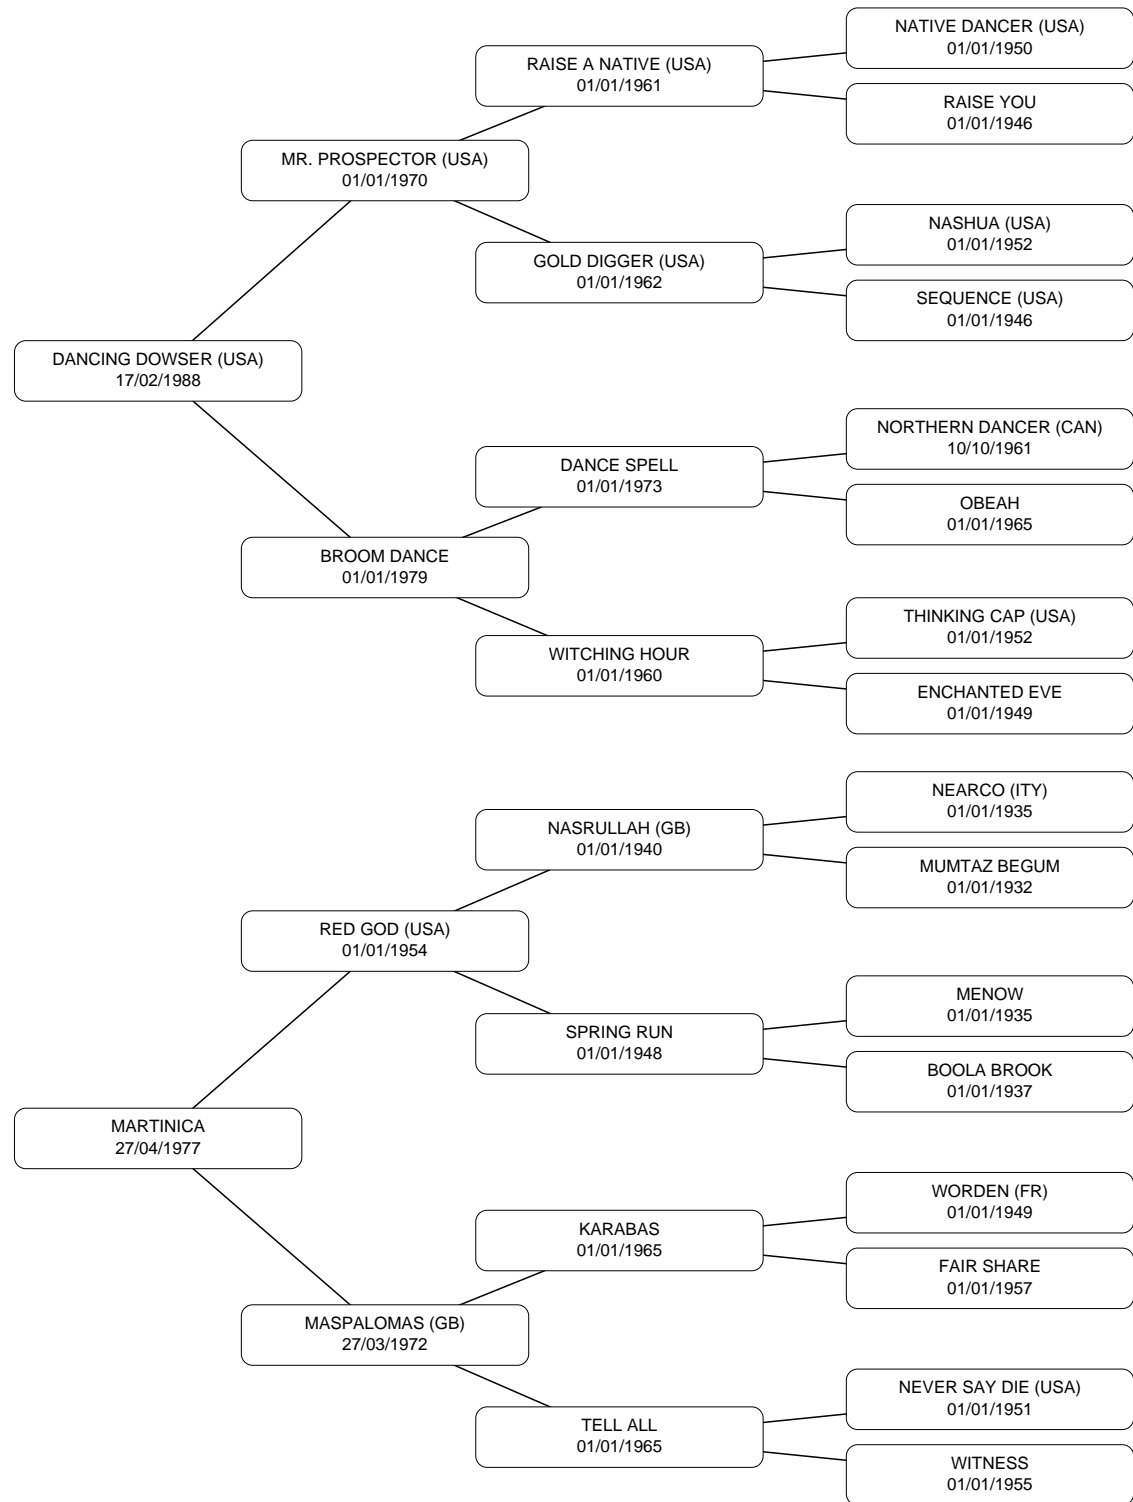 NATIVE DANCER (USA)
01/01/1950
RAISE A NATIVE (USA)
01/01/1961
RAISE YOU
01/01/1946
MR. PROSPECTOR (USA)
01/01/1970
NASHUA (USA)
01/01/1952
GOLD DIGGER (USA)
01/01/1962
SEQUENCE (USA)
01/01/1946
DANCING DOWSER (USA)
17/02/1988
NORTHERN DANCER (CAN)
10/10/1961
DANCE SPELL
01/01/1973
OBEAH
01/01/1965
BROOM DANCE
01/01/1979
THINKING CAP (USA)
01/01/1952
WITCHING HOUR
01/01/1960
ENCHANTED EVE
01/01/1949
NEARCO (ITY)
01/01/1935
NASRULLAH (GB)
01/01/1940
MUMTAZ BEGUM
01/01/1932
RED GOD (USA)
01/01/1954
MENOW
01/01/1935
SPRING RUN
01/01/1948
BOOLA BROOK
01/01/1937
MARTINICA
27/04/1977
WORDEN (FR)
01/01/1949
KARABAS
01/01/1965
FAIR SHARE
01/01/1957
MASPALOMAS (GB)
27/03/1972
NEVER SAY DIE (USA)
01/01/1951
TELL ALL
01/01/1965
WITNESS
01/01/1955